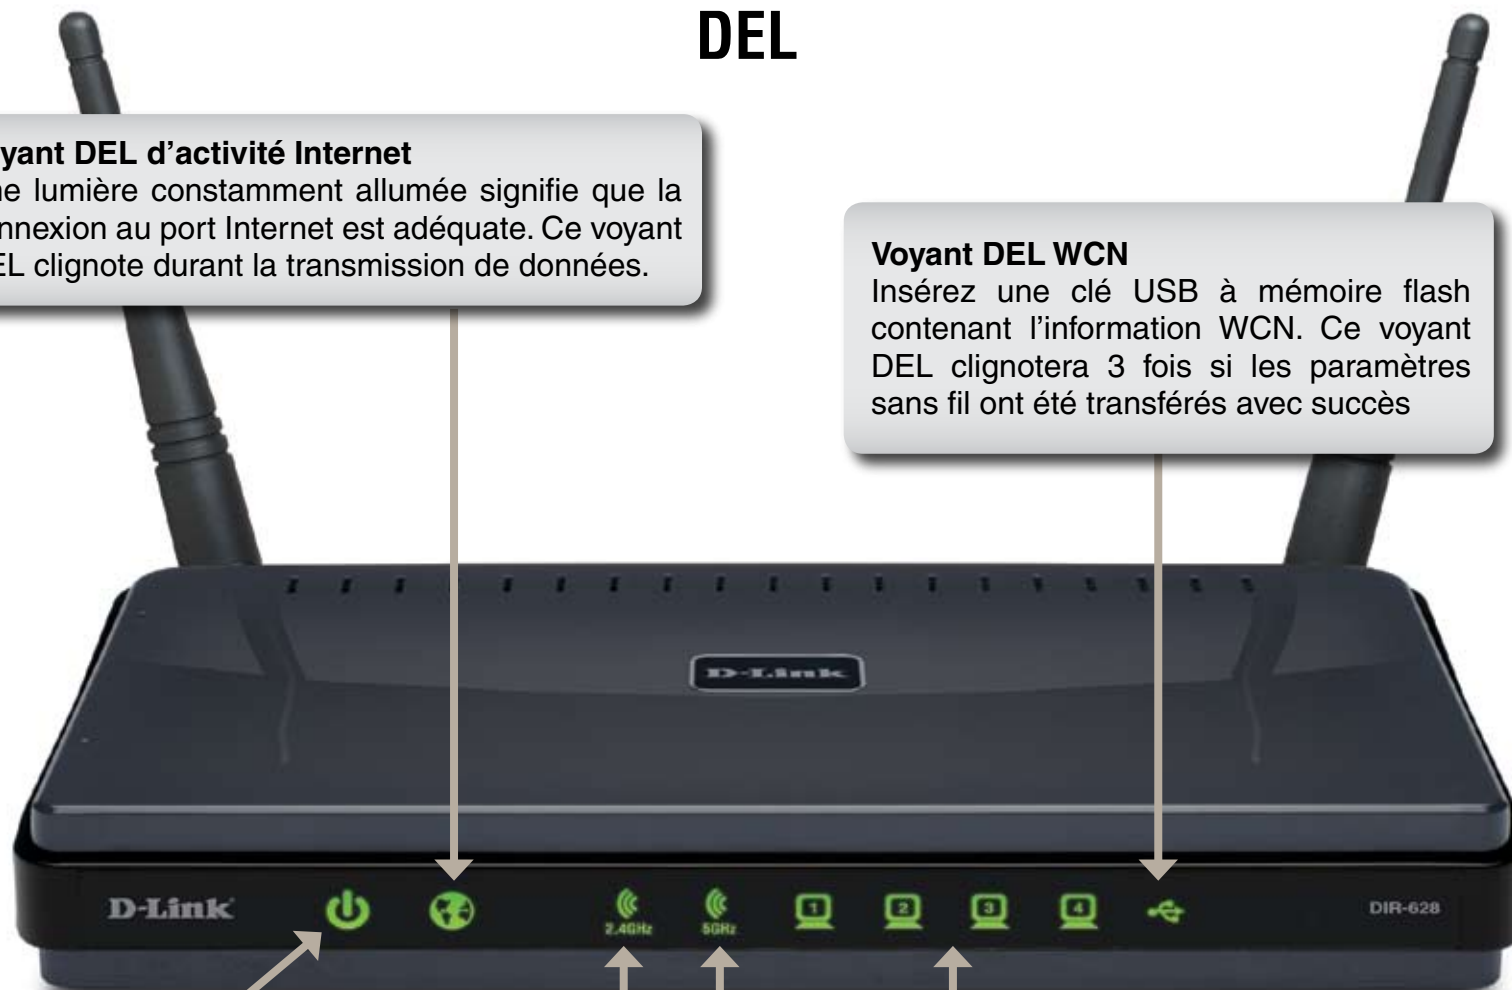 DEL
yant DEL d’activité Internet
ne lumière constamment allumée signifie que la
nnexion au port Internet est adéquate. Ce voyant
EL clignote durant la transmission de données.
Voyant DEL WCN
Insérez une clé USB à mémoire flash
contenant l’information WCN. Ce voyant
DEL clignotera 3 fois si les paramètres
sans fil ont été transférés avec succès
D-Link
D-Link
2.4GHz
5GHz
1
2
3
4
DIR-628